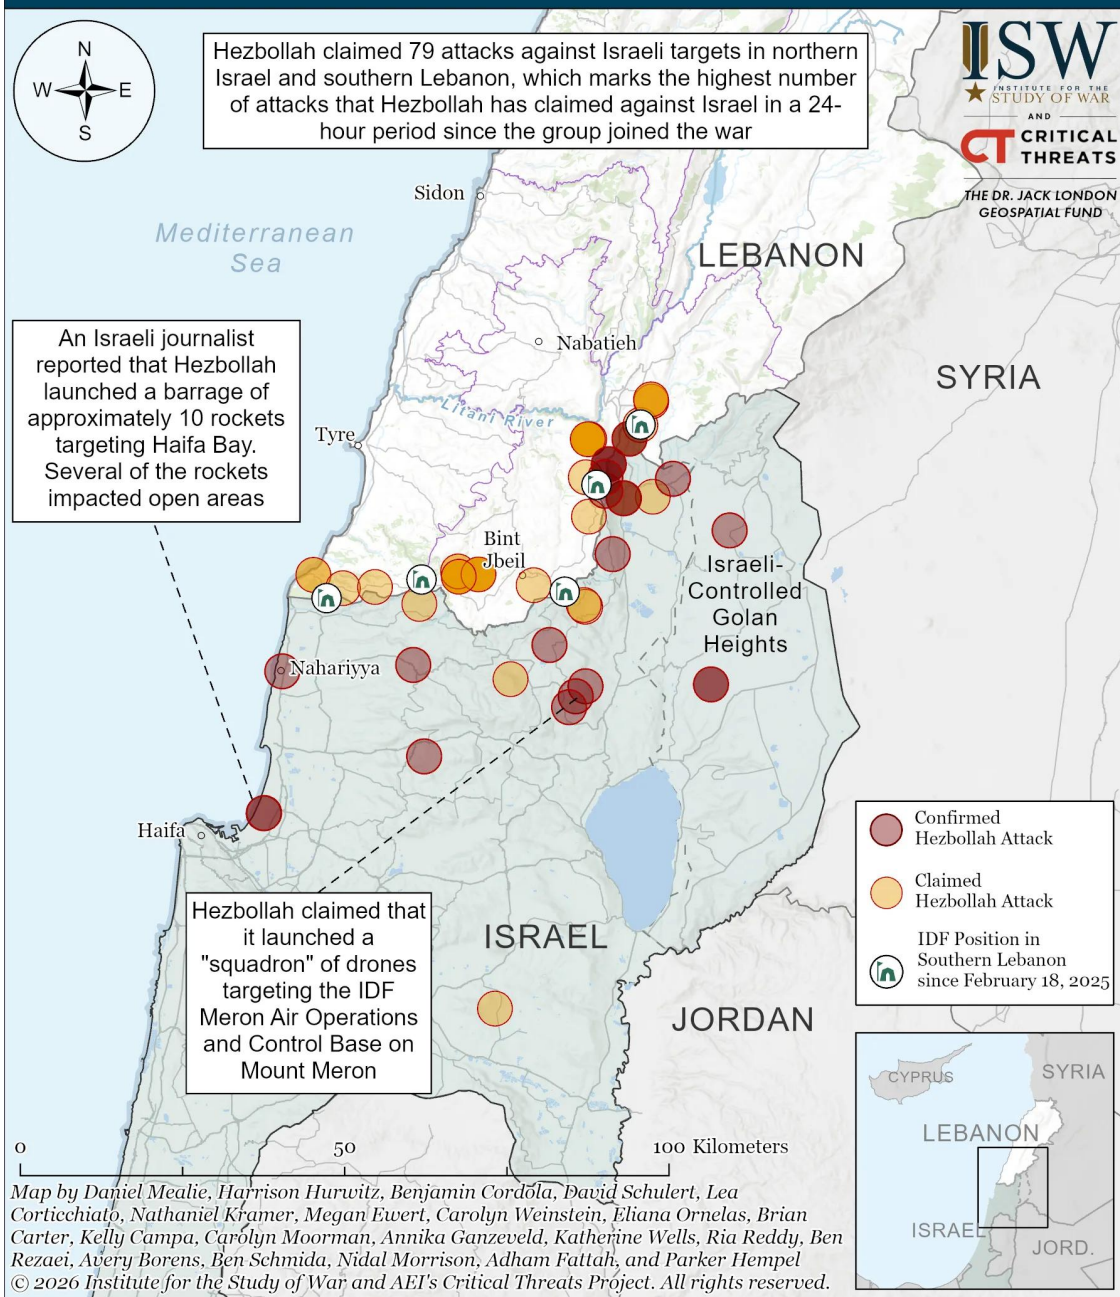 N
W
E
S
Hezbollah claimed 79 attacks against Israeli targets in northern
Israel and southern Lebanon, which marks the highest number
of attacks that Hezbollah has claimed against Israel in a 24-
hour period since the group joined the war
ISW
INSTITUTE FOR THE
STUDY OF WAR
AND
CT CRITICAL
THREATS
THE DR. JACK LONDON
GEOSPATIAL FUND
Sidon
Mediterranean
Sea
LEBANON
An Israeli journalist
reported that Hezbollah
launched a barrage of
approximately 10 rockets
targeting Haifa Bay.
Several of the rockets
impacted open areas
Nabatieh
SYRIA
Litani River
Tyre
Bint
Jbeil
Israeli-
Controlled
Golan
Heights
Nahariyya
Haifa
Hezbollah claimed that
it launched a
"squadron" of drones
targeting the IDF
Meron Air Operations
and Control Base on
Mount Meron
ISRAEL
JORDAN
Confirmed
Hezbollah Attack
Claimed
Hezbollah Attack
IDF Position in
Southern Lebanon
since February 18, 2025
CYPRUS
SYRIA
LEBANON
ISRAEL
JORD.
0
50
100 Kilometers
Map by Daniel Mealie, Harrison Hurwitz, Benjamin Cordola, David Schulert, Lea
Corticchiato, Nathaniel Kramer, Megan Ewert, Carolyn Weinstein, Eliana Ornelas, Brian
Carter, Kelly Campa, Carolyn Moorman, Annika Ganzeveld, Katherine Wells, Ria Reddy, Ben
Rezaei, Avery Borens, Ben Schmida, Nidal Morrison, Adham Fattah, and Parker Hempel
© 2026 Institute for the Study of War and AEI's Critical Threats Project. All rights reserved.